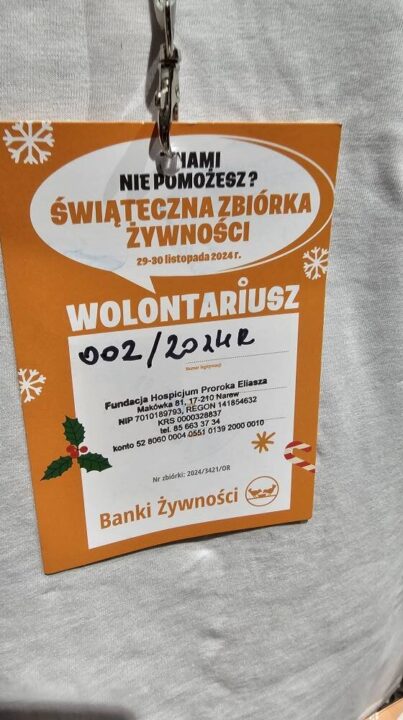 NAMI
NIE POMOŻESZ?
ŚWIĄTECZNA ZBIÓRKA
ŻYWNOŚCI
29-30 listopada 2024 r.
WOLONTARIUSZ
002/2024R
Numer legitymacji
Fundacja Hospicjum Proroka Eliasza
Makówka 81, 17-210 Narew
NIP 7010189793, REGON 141854632
KRS 0000328837
tel. 85 663 37 34
konto 52 8060 0004 0551 0139 2000 0010
Nr zbiórki: 2024/3421/OR
Banki Żywności